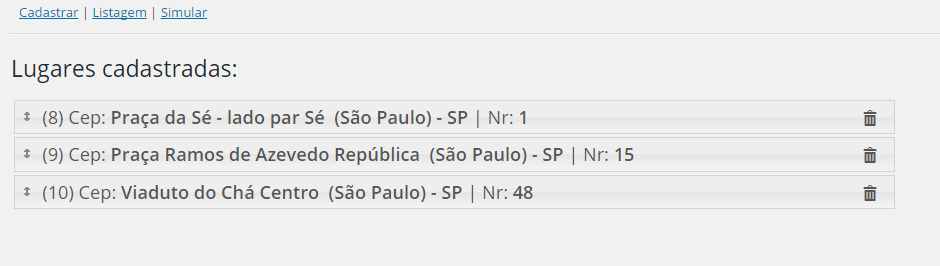 Cadastrar | Listagem | Simular
Lugares cadastradas:
(8) Cep: Praça da Sé - lado par Sé (São Paulo) - SP | Nr: 1
(9) Cep: Praça Ramos de Azevedo República (São Paulo) - SP | Nr: 15
(10) Cep: Viaduto do Chá Centro (São Paulo) - SP | Nr: 48